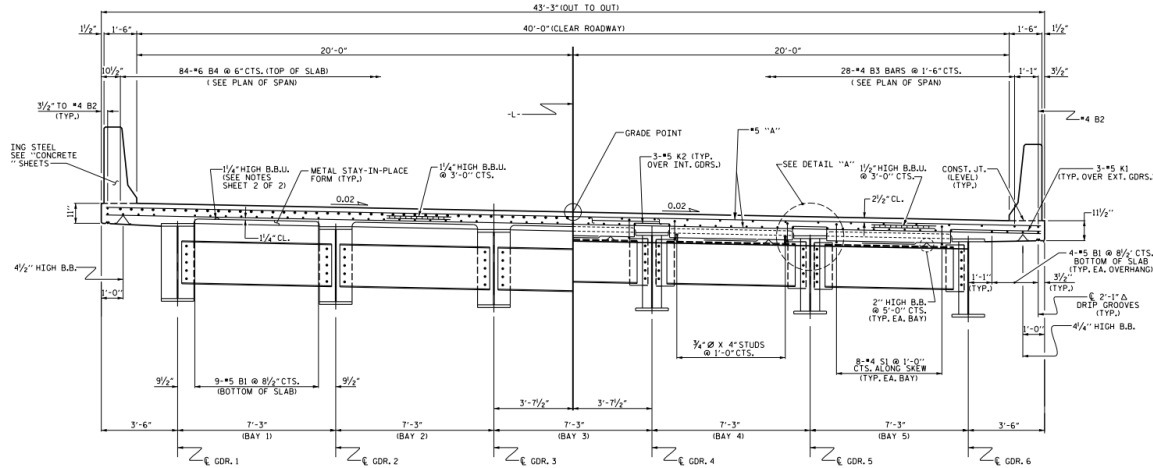 43'-3" (OUT TO OUT)
1½" 1'-6" 40'-0" (CLEAR ROADWAY) 1'-6" 1½"
20'-0" 20'-0"
10½" 84-#6 B4 @ 6" CTS. (TOP OF SLAB) 28-#4 B3 BARS @ 1'-6" CTS. 1'-1" 3½"
(SEE PLAN OF SPAN) (SEE PLAN OF SPAN)
3½" TO #4 B2
(TYP.)
-L-
#4 B2
GRADE POINT
#5 "A"
ING STEEL
SEE "CONCRETE
" SHEETS
1¼" HIGH B.B.U.
(SEE NOTES
SHEET 2 OF 2)
METAL STAY-IN-PLACE
FORM (TYP.)
1¼" HIGH B.B.U.
@ 3'-0" CTS.
3-#5 K2 (TYP.
OVER INT. GDRS.)
SEE DETAIL "A"
1½" HIGH B.B.U.
@ 3'-0" CTS.
CONST. JT.
(LEVEL)
(TYP.)
3-#5 K1
(TYP. OVER EXT. GDRS.)
0.02 0.02
11" 2½" CL. 11½"
1¼" CL.
4½" HIGH B.B.
1'-0"
4-#5 B1 @ 8½" CTS.
BOTTOM OF SLAB
(TYP. EA. OVERHANG)
1'-1"
(TYP.)
3½"
(TYP.)
2" HIGH B.B.
@ 5'-0" CTS.
(TYP. EA. BAY)
℄ 2'-1" Δ
DRIP GROOVES
(TYP.)
1'-0"
4¼" HIGH B.B.
¾" Ø X 4" STUDS
@ 1'-0" CTS.
8-#4 S1 @ 1'-0"
CTS. ALONG SKEW
(TYP. EA. BAY)
9½" 9-#5 B1 @ 8½" CTS. 9½"
(BOTTOM OF SLAB)
3'-7½" 3'-7½"
3'-6" 7'-3" 7'-3" 7'-3" 7'-3" 7'-3" 3'-6"
(BAY 1) (BAY 2) (BAY 3) (BAY 4) (BAY 5)
℄ GDR. 1 ℄ GDR. 2 ℄ GDR. 3 ℄ GDR. 4 ℄ GDR. 5 ℄ GDR. 6